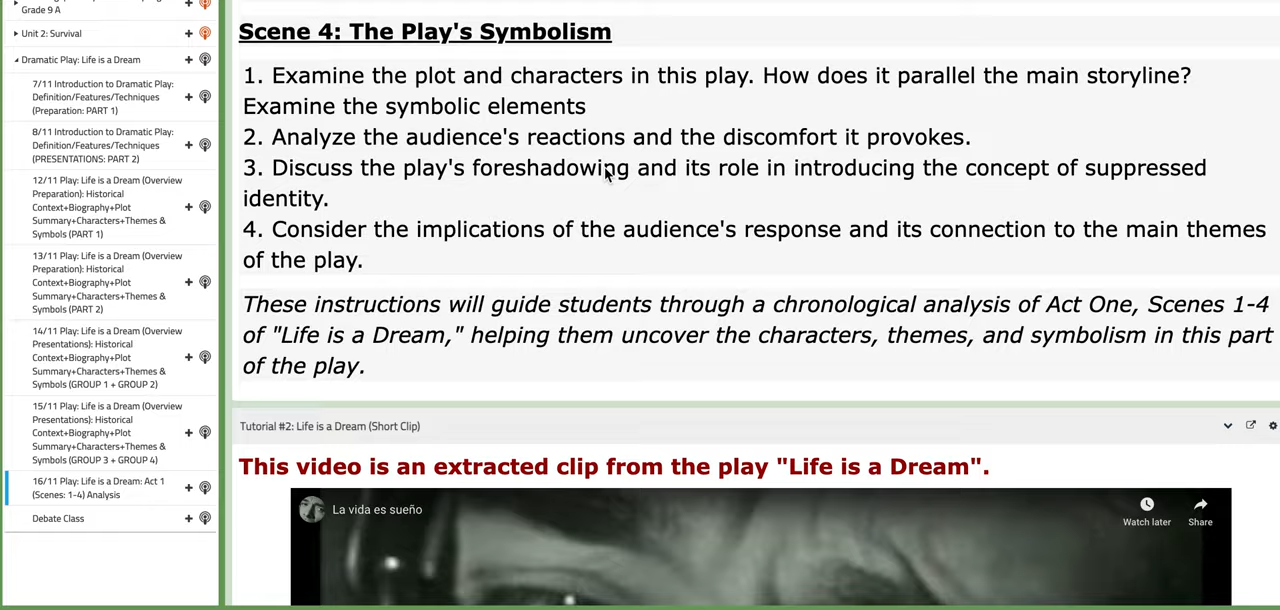 Grade 9 A
Unit 2: Survival
Dramatic Play: Life is a Dream
7/11 Introduction to Dramatic Play:
Definition/Features/Techniques
(Preparation: PART 1)
8/11 Introduction to Dramatic Play:
Definition/Features/Techniques
(PRESENTATIONS: PART 2)
12/11 Play: Life is a Dream (Overview
Preparation): Historical
Context+Biography+Plot
Summary+Characters+Themes &
Symbols (PART 1)
13/11 Play: Life is a Dream (Overview
Preparation): Historical
Context+Biography+Plot
Summary+Characters+Themes &
Symbols (PART 2)
14/11 Play: Life is a Dream (Overview
Presentations): Historical
Context+Biography+Plot
Summary+Characters+Themes &
Symbols (GROUP 1 + GROUP 2)
15/11 Play: Life is a Dream (Overview
Presentations): Historical
Context+Biography+Plot
Summary+Characters+Themes &
Symbols (GROUP 3 + GROUP 4)
16/11 Play: Life is a Dream: Act 1
(Scenes: 1-4) Analysis
Debate Class
Scene 4: The Play's Symbolism
1. Examine the plot and characters in this play. How does it parallel the main storyline?
Examine the symbolic elements
2. Analyze the audience's reactions and the discomfort it provokes.
3. Discuss the play's foreshadowing and its role in introducing the concept of suppressed
identity.
4. Consider the implications of the audience's response and its connection to the main themes
of the play.
These instructions will guide students through a chronological analysis of Act One, Scenes 1-4
of "Life is a Dream," helping them uncover the characters, themes, and symbolism in this part
of the play.
Tutorial #2: Life is a Dream (Short Clip)
This video is an extracted clip from the play "Life is a Dream".
La vida es sueño
Watch later
Share